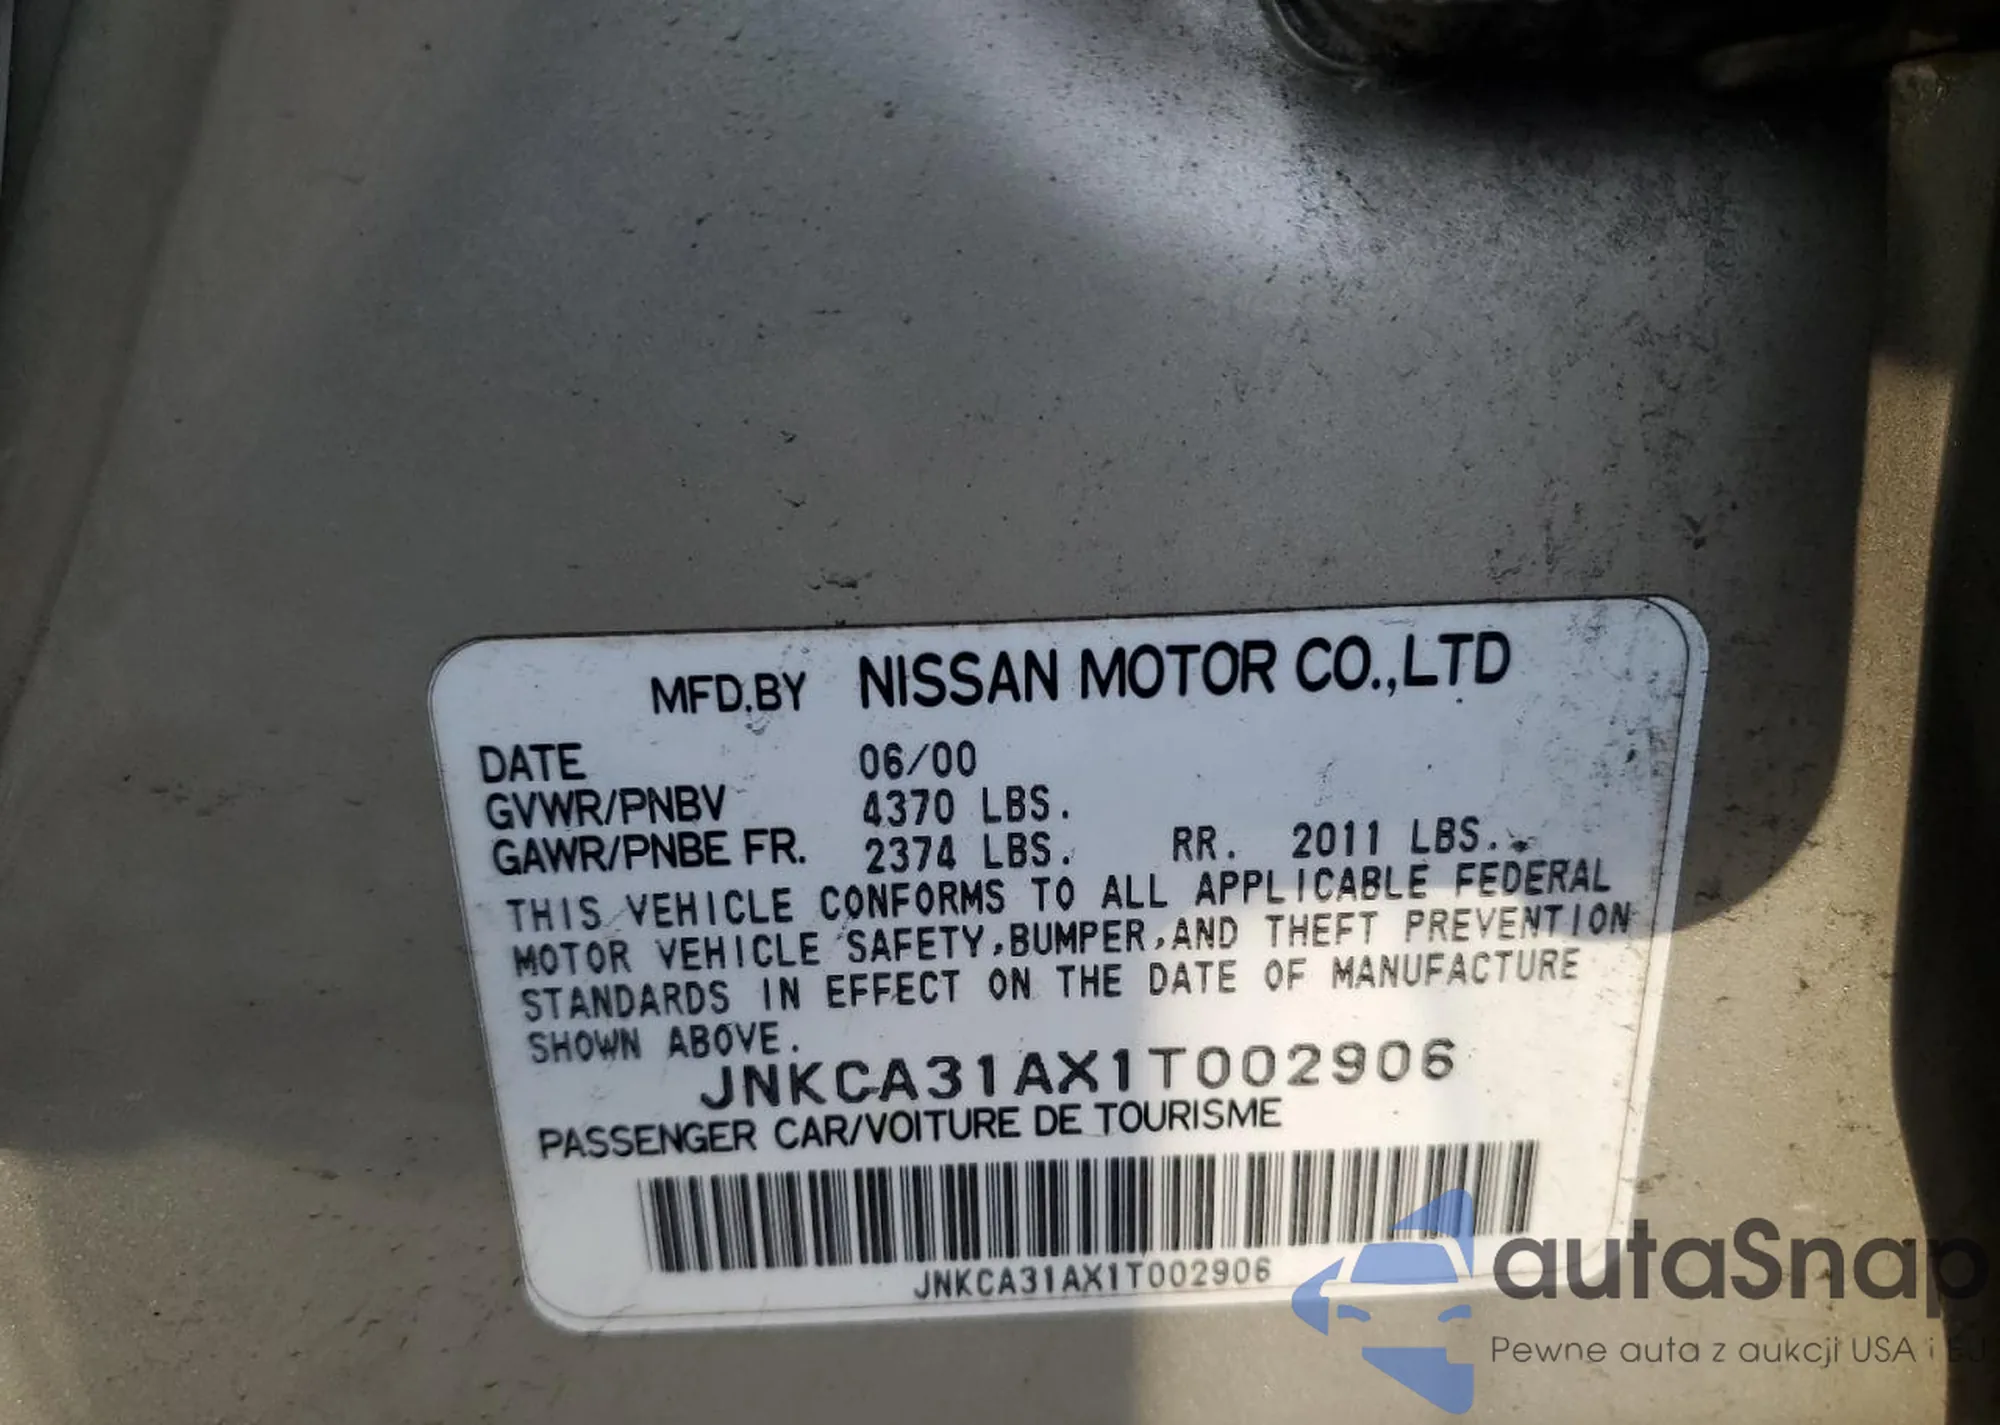 MFD.BY NISSAN MOTOR CO.,LTD
DATE 06/00
GVWR/PNBV 4370 LBS.
GAWR/PNBE FR. 2374 LBS. RR. 2011 LBS.
THIS VEHICLE CONFORMS TO ALL APPLICABLE FEDERAL
MOTOR VEHICLE SAFETY,BUMPER,AND THEFT PREVENTION
STANDARDS IN EFFECT ON THE DATE OF MANUFACTURE
SHOWN ABOVE.
JNKCA31AX1T002906
PASSENGER CAR/VOITURE DE TOURISME
JNKCA31AX1T002906
autaSnap
Pewne auta z aukcji USA i EU